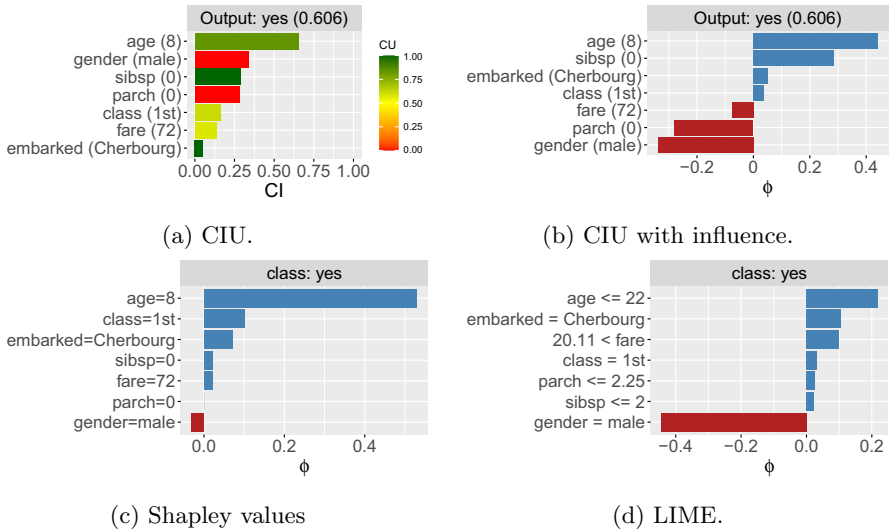 Output: yes (0.606)
age (8)
gender (male)
sibsp (0)
parch (0)
class (1st)
fare (72)
embarked (Cherbourg)
0.00 0.25 0.50 0.75 1.00
CI
CU
1.00
0.75
0.50
0.25
0.00
(a) CIU.
Output: yes (0.606)
age (8)
sibsp (0)
embarked (Cherbourg)
class (1st)
fare (72)
parch (0)
gender (male)
−0.2 0 0.2 0.4
ϕ
(b) CIU with influence.
class: yes
age=8
class=1st
embarked=Cherbourg
sibsp=0
fare=72
parch=0
gender=male
0.0 0.2 0.4
ϕ
(c) Shapley values
class: yes
age <= 22
embarked = Cherbourg
20.11 < fare
class = 1st
parch <= 2.25
sibsp <= 2
gender = male
−0.4 −0.2 0.0 0.2
ϕ
(d) LIME.